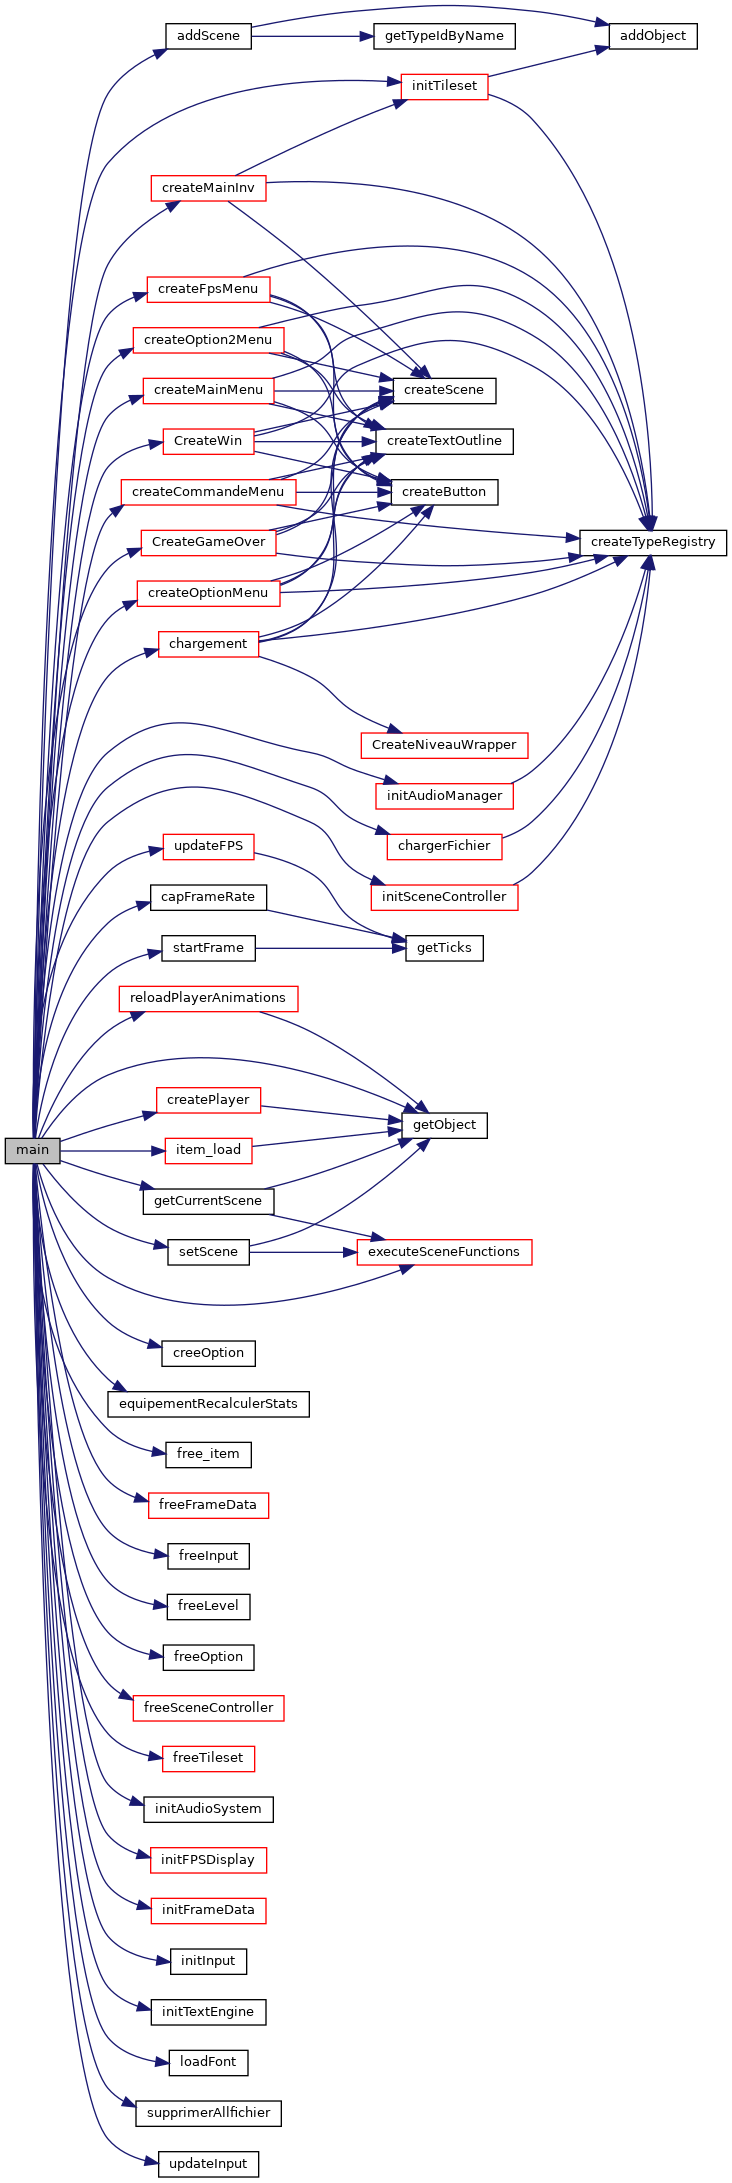 addScene
getTypeIdByName
addObject
initTileset
createMainInv
createFpsMenu
createOption2Menu
createMainMenu
createScene
CreateWin
createTextOutline
createCommandeMenu
createButton
CreateGameOver
createTypeRegistry
createOptionMenu
chargement
CreateNiveauWrapper
initAudioManager
updateFPS
chargerFichier
capFrameRate
initSceneController
startFrame
getTicks
reloadPlayerAnimations
createPlayer
getObject
main
item_load
getCurrentScene
setScene
executeSceneFunctions
creeOption
equipementRecalculerStats
free_item
freeFrameData
freeInput
freeLevel
freeOption
freeSceneController
freeTileset
initAudioSystem
initFPSDisplay
initFrameData
initInput
initTextEngine
loadFont
supprimerAllfichier
updateInput